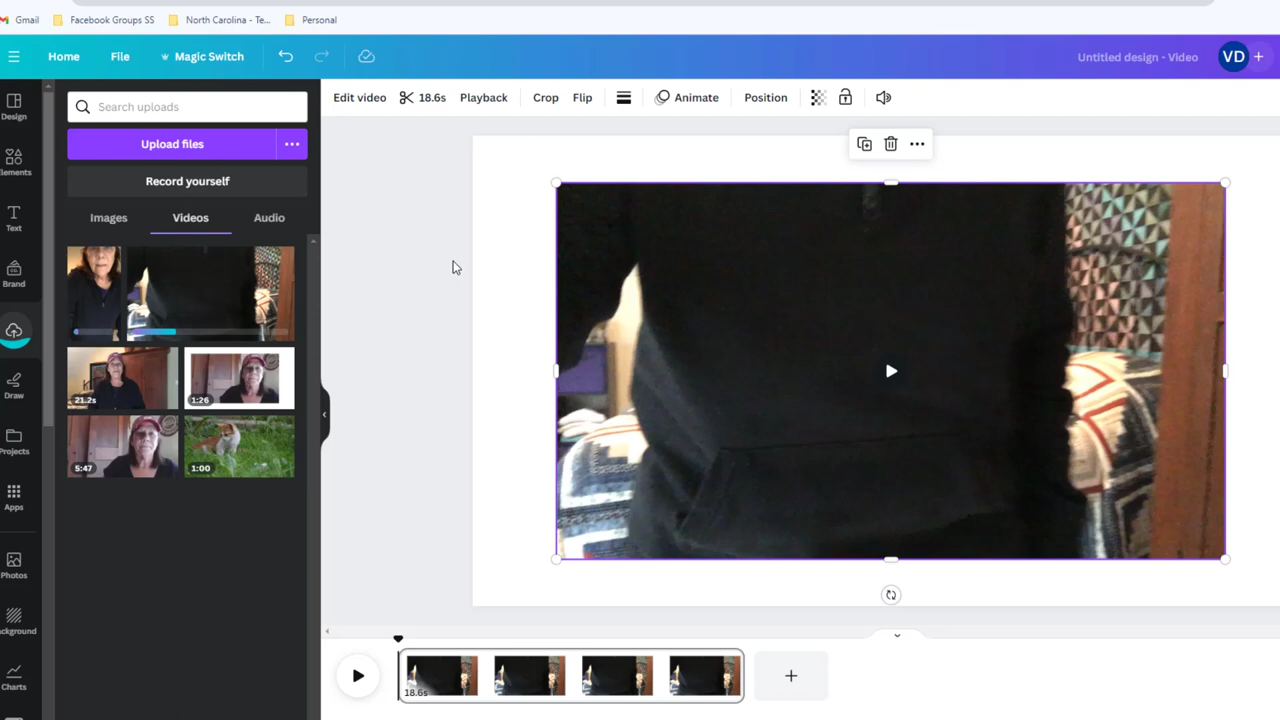 Gmail
Facebook Groups SS
North Carolina - Te...
Personal
Home
File
Magic Switch
Untitled design - Video
VD
+
Search uploads
Upload files
Record yourself
Images
Videos
Audio
21.2s
1:26
5:47
1:00
Design
Elements
Text
Brand
Draw
Projects
Apps
Photos
ckground
Charts
Edit video
18.6s
Playback
Crop
Flip
Animate
Position
18.6s
+